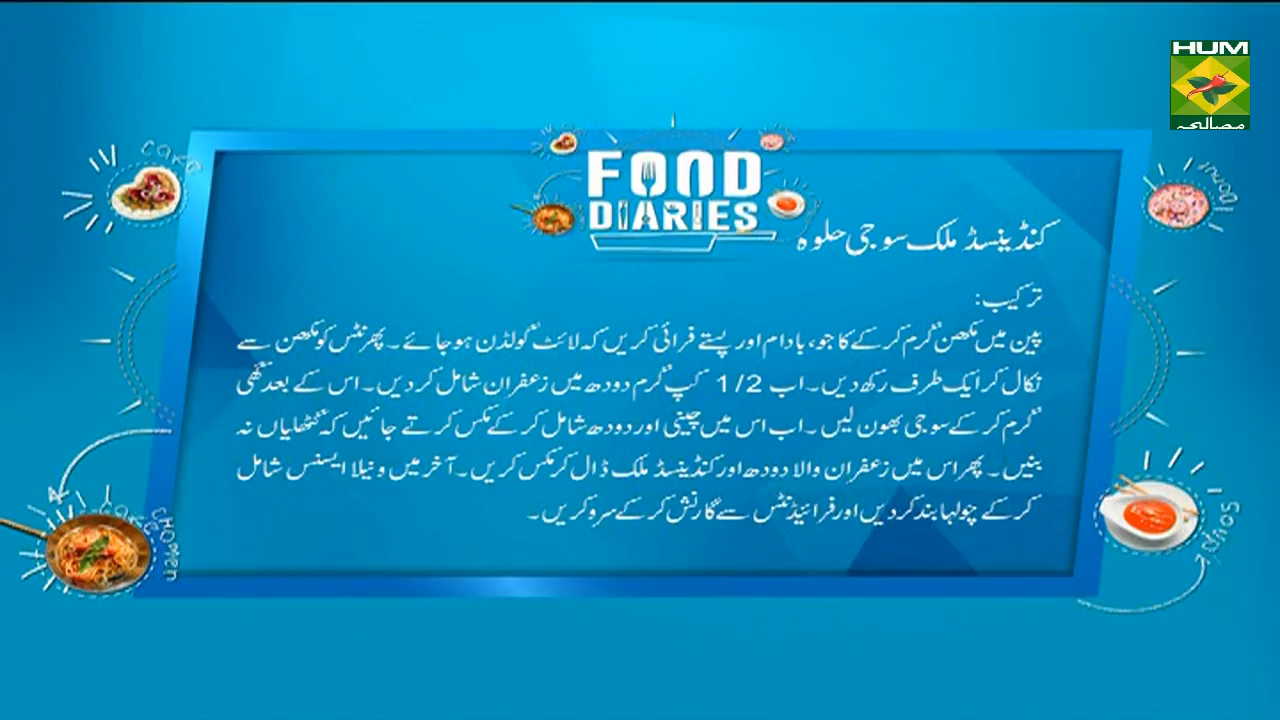 HUM
مصالحہ
FOOD
DIARIES
کنڈینسڈ ملک سوجی حلوہ
ترکیب:
پین میں مکھن گرم کر کے کاجو، بادام اور پستے فرائی کریں کہ لائٹ گولڈن ہو جائے۔ پھر نٹس کو مکھن سے
نکال کر ایک طرف رکھ دیں۔ اب 1/2 کپ گرم دودھ میں زعفران شامل کر دیں۔ اس کے بعد گھی
گرم کر کے سوجی بھون لیں۔ اب اس میں چینی اور دودھ شامل کر کے مکس کرتے جائیں کہ گٹھلیاں نہ
بنیں۔ پھر اس میں زعفران والا دودھ اور کنڈینسڈ ملک ڈال کر مکس کریں۔ آخر میں ونیلا ایسنس شامل
کر کے چولہا بند کر دیں اور فرائیڈ نٹس سے گارنش کر کے سرو کریں۔
CAKE
DONUT
CHOMEN
SOUP